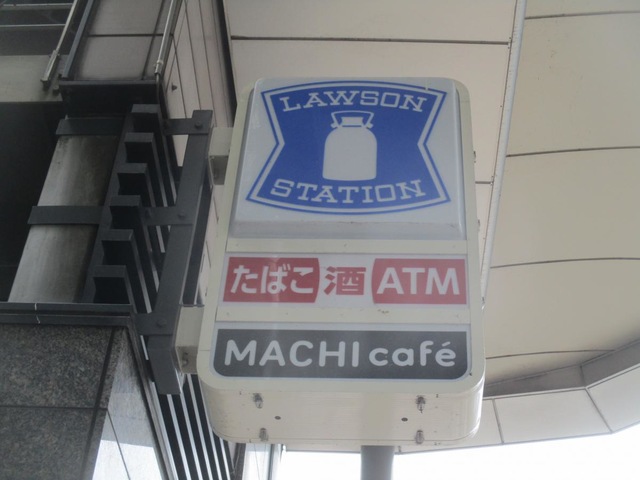 LAWSON
STATION
たばこ 酒 ATM
MACHI café